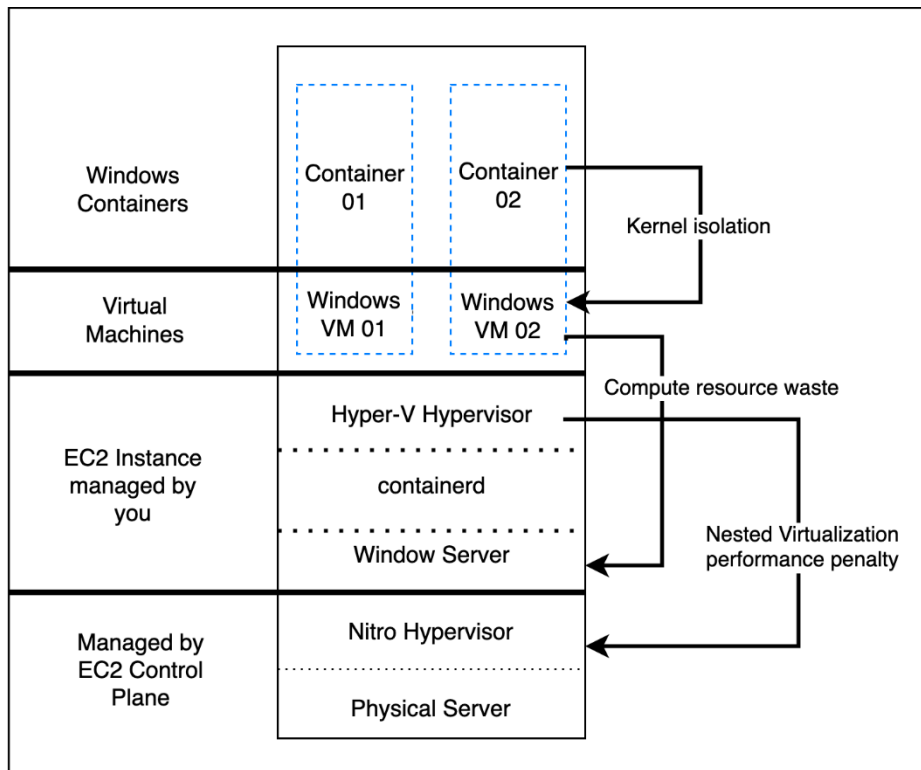 Windows
Containers
Container
01
Container
02
Kernel isolation
Virtual
Machines
Windows
VM 01
Windows
VM 02
Compute resource waste
EC2 Instance
managed by
you
Hyper-V Hypervisor
containerd
Window Server
Nested Virtualization
performance penalty
Managed by
EC2 Control
Plane
Nitro Hypervisor
Physical Server